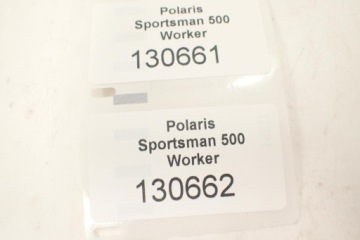 Polaris
Sportsman 500
Worker
130661
Polaris
Sportsman 500
Worker
130662